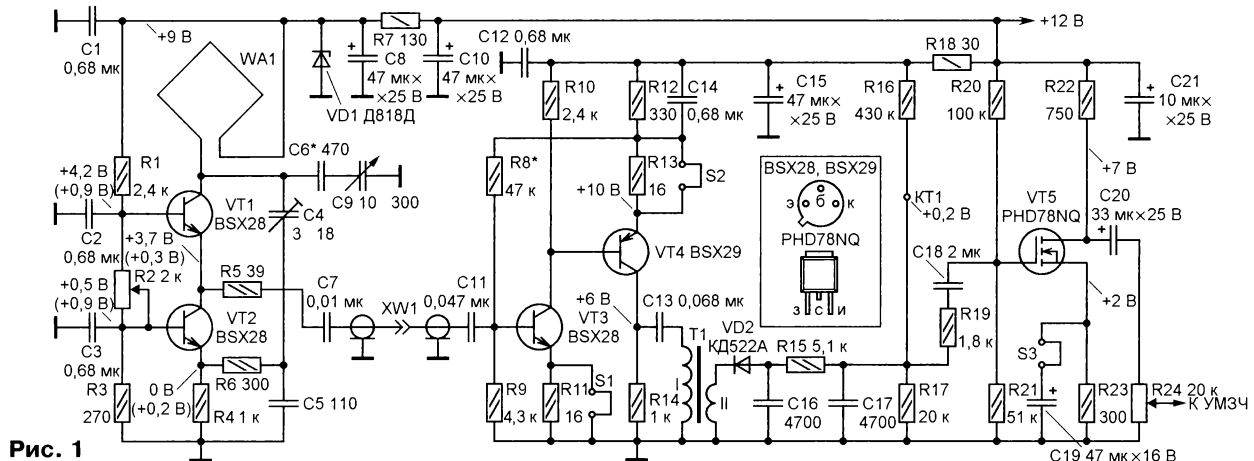 C1
0,68 мк
+9 В
WA1
R7 130
C8
47 мк×
×25 В
C10
47 мк×
×25 В
VD1 Д818Д
C12 0,68 мк
+12 В
R18 30
R10
2,4 к
R12
330
C14
0,68 мк
C15
47 мк×
×25 В
R16
430 к
R20
100 к
R22
750
C21
10 мк×
×25 В
+4,2 В
(+0,9 В)
R1
2,4 к
C6* 470
C9 10
300
R8*
47 к
R13
16
S2
+10 В
BSX28, BSX29
э
б
к
PHD78NQ
з
с
и
КТ1
+0,2 В
+7 В
VT5
PHD78NQ
C20
33 мк×25 В
VT1
BSX28
C4
3
18
C2
0,68 мк
+3,7 В
(+0,3 В)
R2 2 к
R5 39
C7
0,01 мк
XW1
C11
0,047 мк
VT4 BSX29
C18 2 мк
+0,5 В
(+0,9 В)
VT2
BSX28
+6 В
VT3
BSX28
C13 0,068 мк
T1
VD2
КД522А
R15 5,1 к
R19
1,8 к
+2 В
C3
0,68 мк
R3
270
0 В
(+0,2 В)
R6 300
R4 1 к
C5 110
R9
4,3 к
R11
16
S1
R14
1 к
I
II
C16
4700
C17
4700
R17
20 к
R21
51 к
S3
R23
300
R24 20 к
К УМЗЧ
C19 47 мк×16 В
Рис. 1